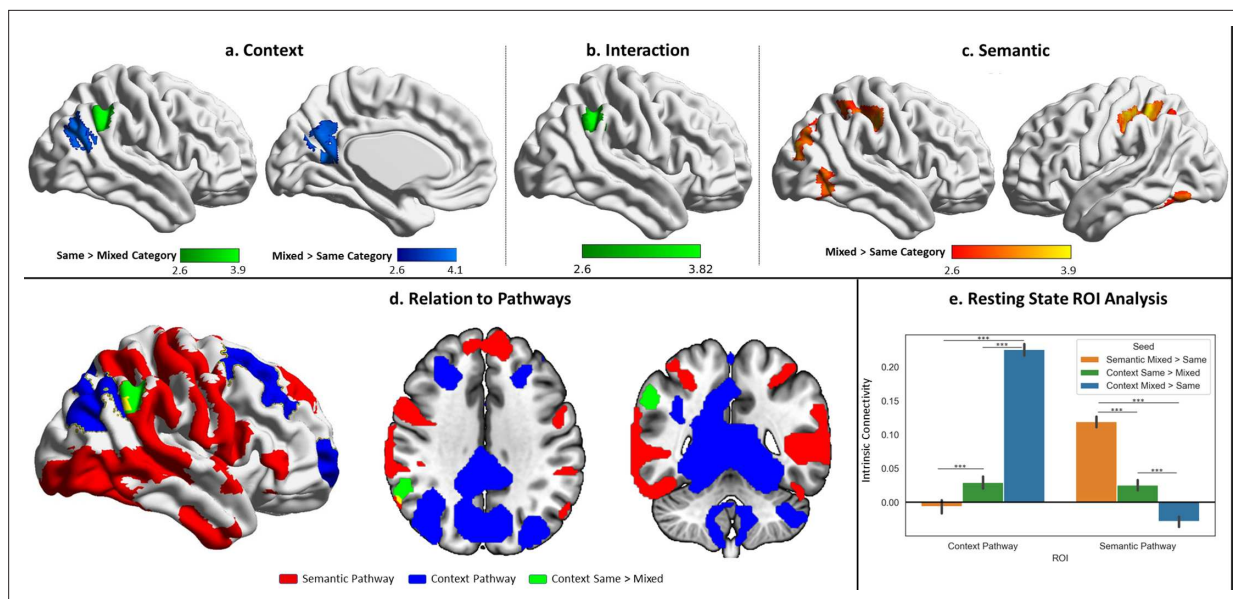 a. Context
b. Interaction
c. Semantic
Same > Mixed Category
2.6
3.9
Mixed > Same Category
2.6
4.1
2.6
3.82
Mixed > Same Category
2.6
3.9
d. Relation to Pathways
Semantic Pathway
Context Pathway
Context Same > Mixed
e. Resting State ROI Analysis
Intrinsic Connectivity
0.20
0.15
0.10
0.05
0.00
***
***
***
***
***
***
Seed
Semantic Mixed > Same
Context Same > Mixed
Context Mixed > Same
Context Pathway
Semantic Pathway
ROI